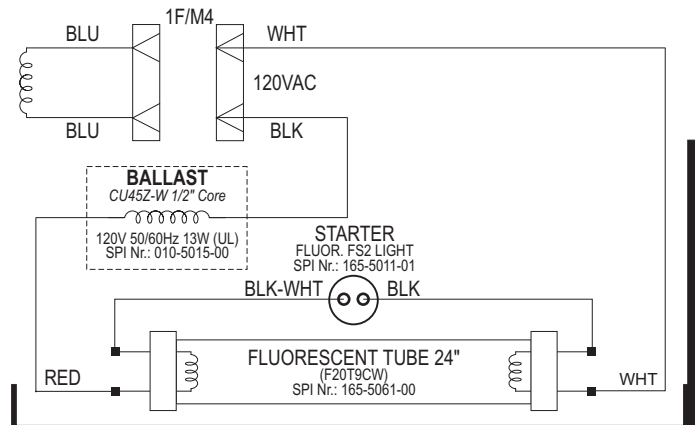 1F/M4
BLU
WHT
120VAC
BLU
BLK
BALLAST
CU45Z-W 1/2" Core
120V 50/60Hz 13W (UL)
SPI Nr.: 010-5015-00
STARTER
FLUOR. FS2 LIGHT
SPI Nr.: 165-5011-01
BLK-WHT
BLK
FLUORESCENT TUBE 24"
(F20T9CW)
SPI Nr.: 165-5061-00
RED
WHT